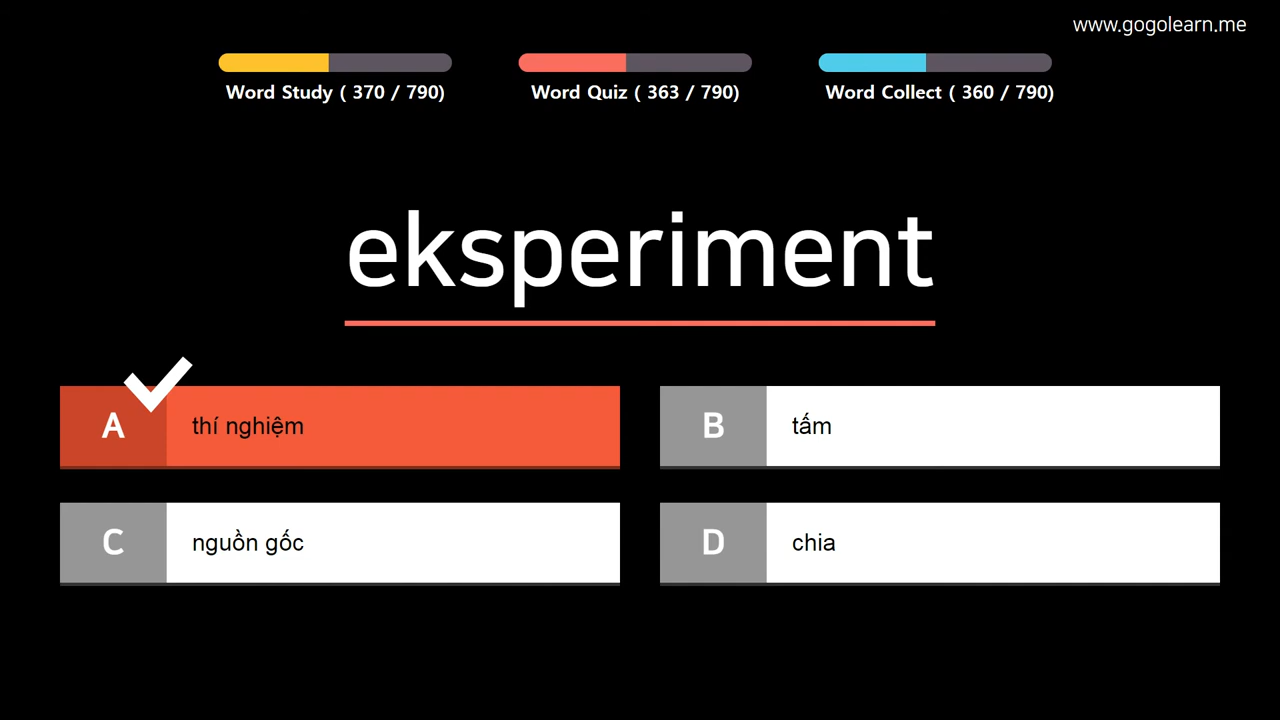 www.gogolearn.me
Word Study ( 370 / 790)
Word Quiz ( 363 / 790)
Word Collect ( 360 / 790)
eksperiment
A thí nghiệm
B tấm
C nguồn gốc
D chia